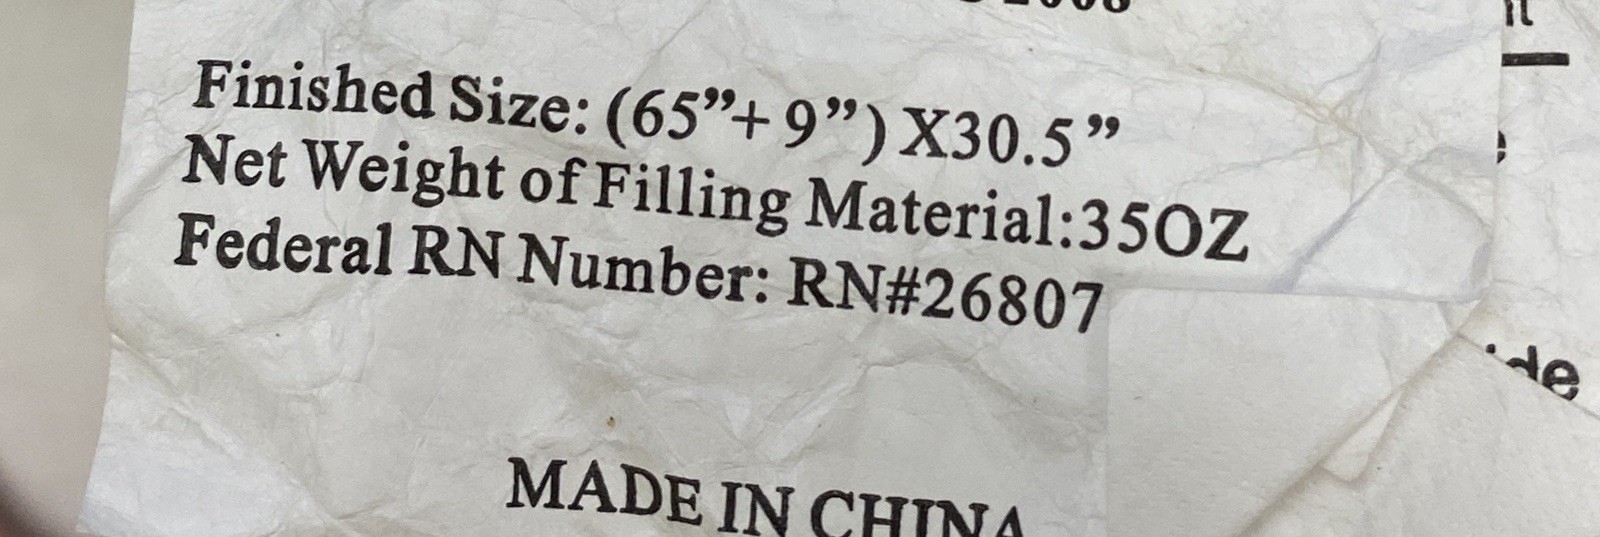 2008
Finished Size: (65”+ 9”) X30.5”
Net Weight of Filling Material:35OZ
Federal RN Number: RN#26807
MADE IN CHINA